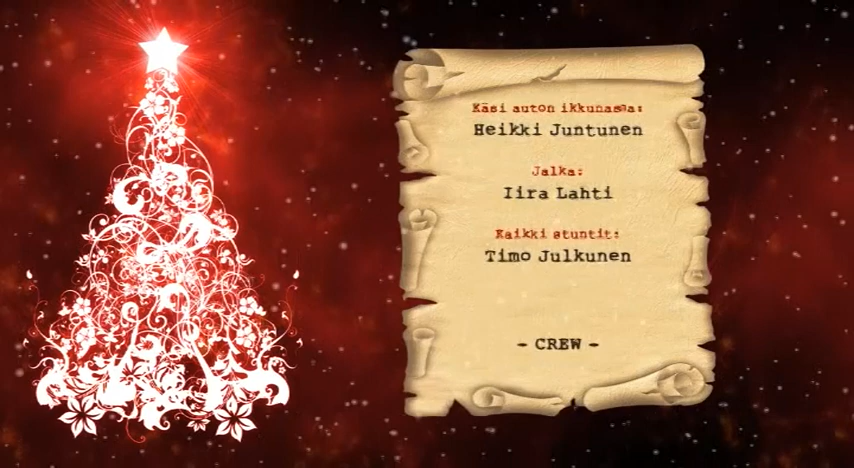 Käsi auton ikkunassa:
Heikki Juntunen
Jalka:
Iira Lahti
Kaikki stuntit:
Timo Julkunen
- CREW -